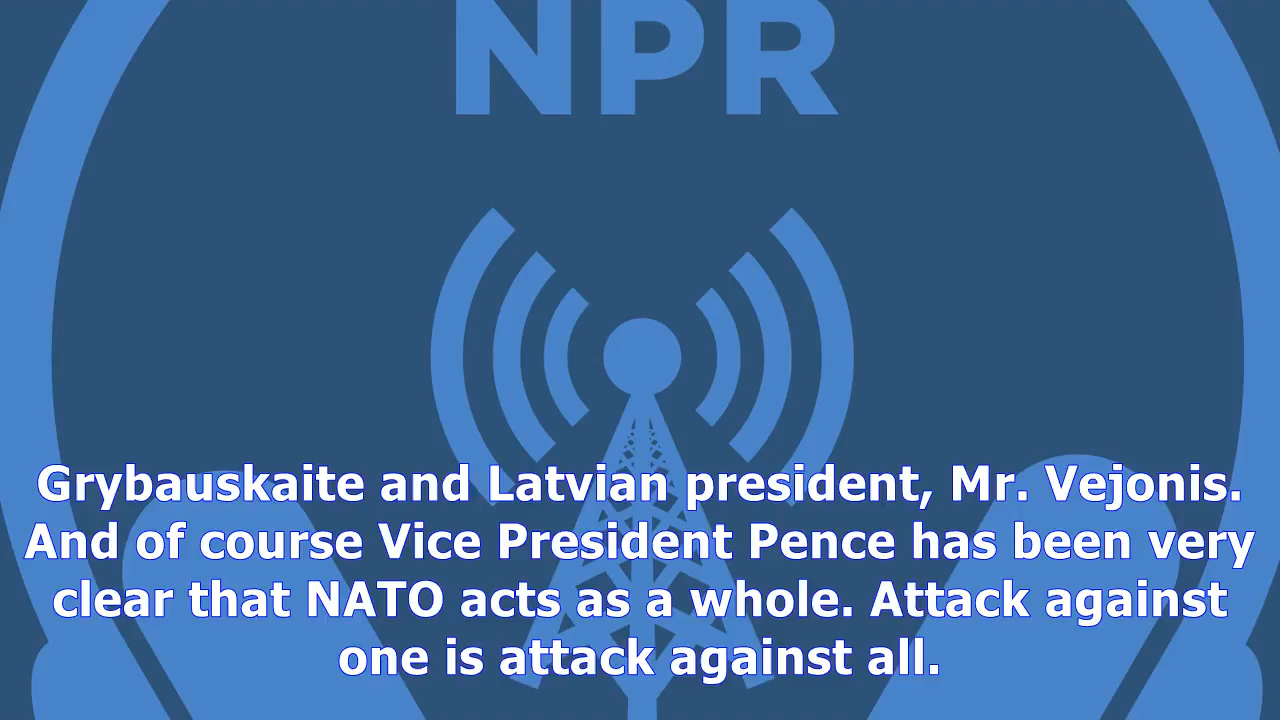 NPR
Grybauskaite and Latvian president, Mr. Vejonis.
And of course Vice President Pence has been very
clear that NATO acts as a whole. Attack against
one is attack against all.